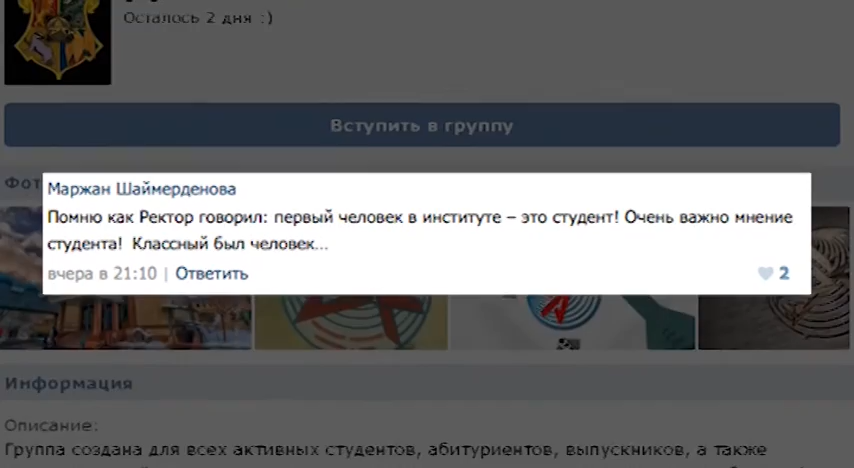 Осталось 2 дня :)
Вступить в группу
Фот
Маржан Шаймерденова
Помню как Ректор говорил: первый человек в институте – это студент! Очень важно мнение
студента! Классный был человек...
вчера в 21:10 | Ответить
2
Информация
Описание:
Группа создана для всех активных студентов, абитуриентов, выпускников, а также